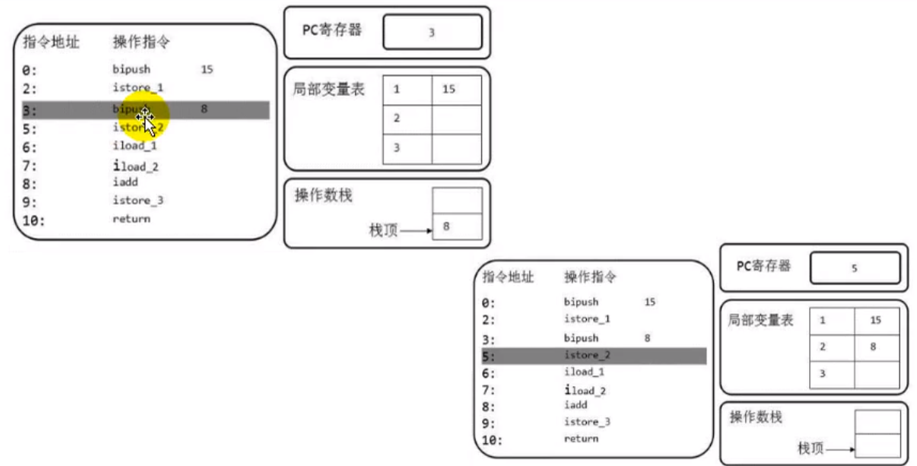 指令地址 操作指令
0: bipush 15
2: istore_1
3: bipush 8
5: istore_2
6: iload_1
7: iload_2
8: iadd
9: istore_3
10: return
PC寄存器 3
局部变量表 1 15
2
3
操作数栈
栈顶 8
指令地址 操作指令
0: bipush 15
2: istore_1
3: bipush 8
5: istore_2
6: iload_1
7: iload_2
8: iadd
9: istore_3
10: return
PC寄存器 5
局部变量表 1 15
2 8
3
操作数栈
栈顶